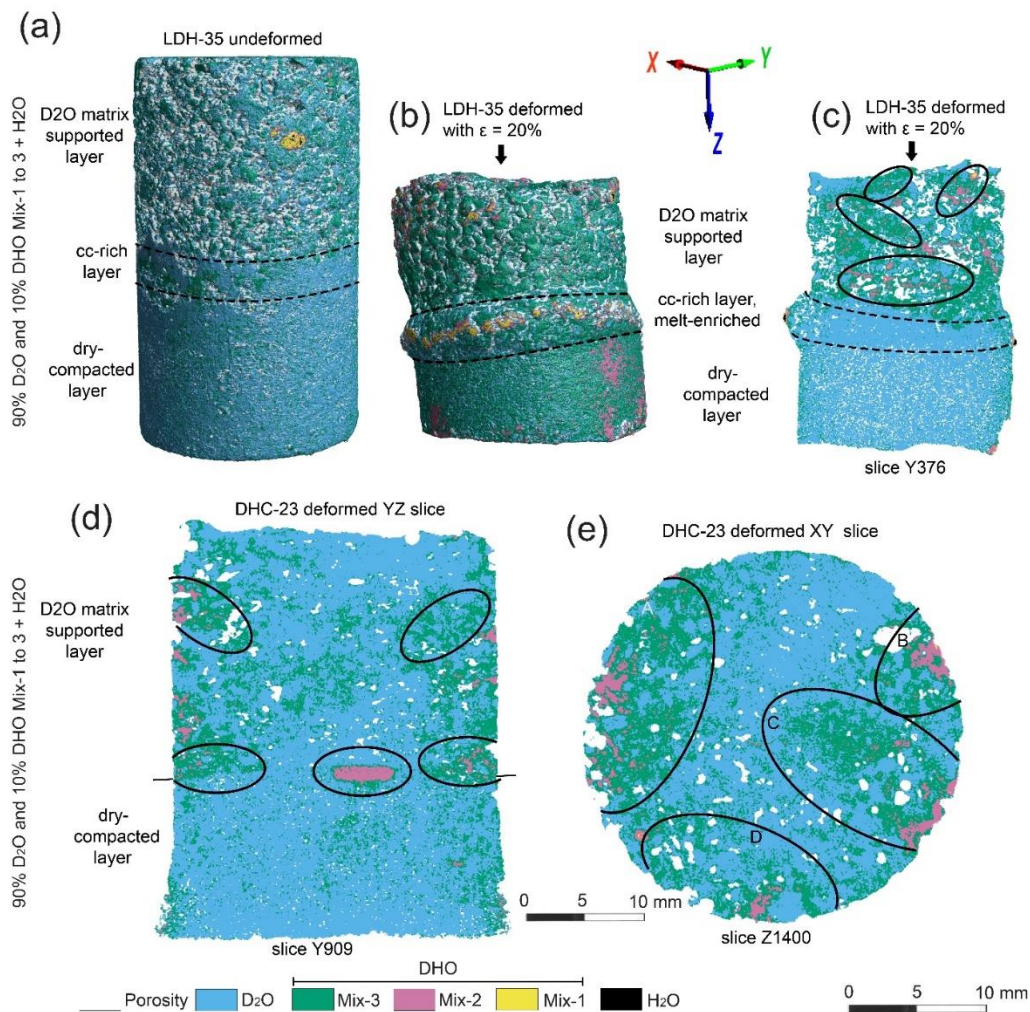 (a)
LDH-35 undeformed
90% D2O and 10% DHO Mix-1 to 3 + H2O
D2O matrix
supported
layer
cc-rich
layer
dry-
compacted
layer
(b)
LDH-35 deformed
with ε = 20%
X
Y
Z
(c)
LDH-35 deformed
with ε = 20%
D2O matrix
supported
layer
cc-rich layer,
melt-enriched
dry-
compacted
layer
slice Y376
(d)
DHC-23 deformed YZ slice
90% D2O and 10% DHO Mix-1 to 3 + H2O
D2O matrix
supported
layer
dry-
compacted
layer
slice Y909
0 5 10 mm
(e)
DHC-23 deformed XY slice
A
B
C
D
slice Z1400
DHO
Porosity D2O Mix-3 Mix-2 Mix-1 H2O
0 5 10 mm